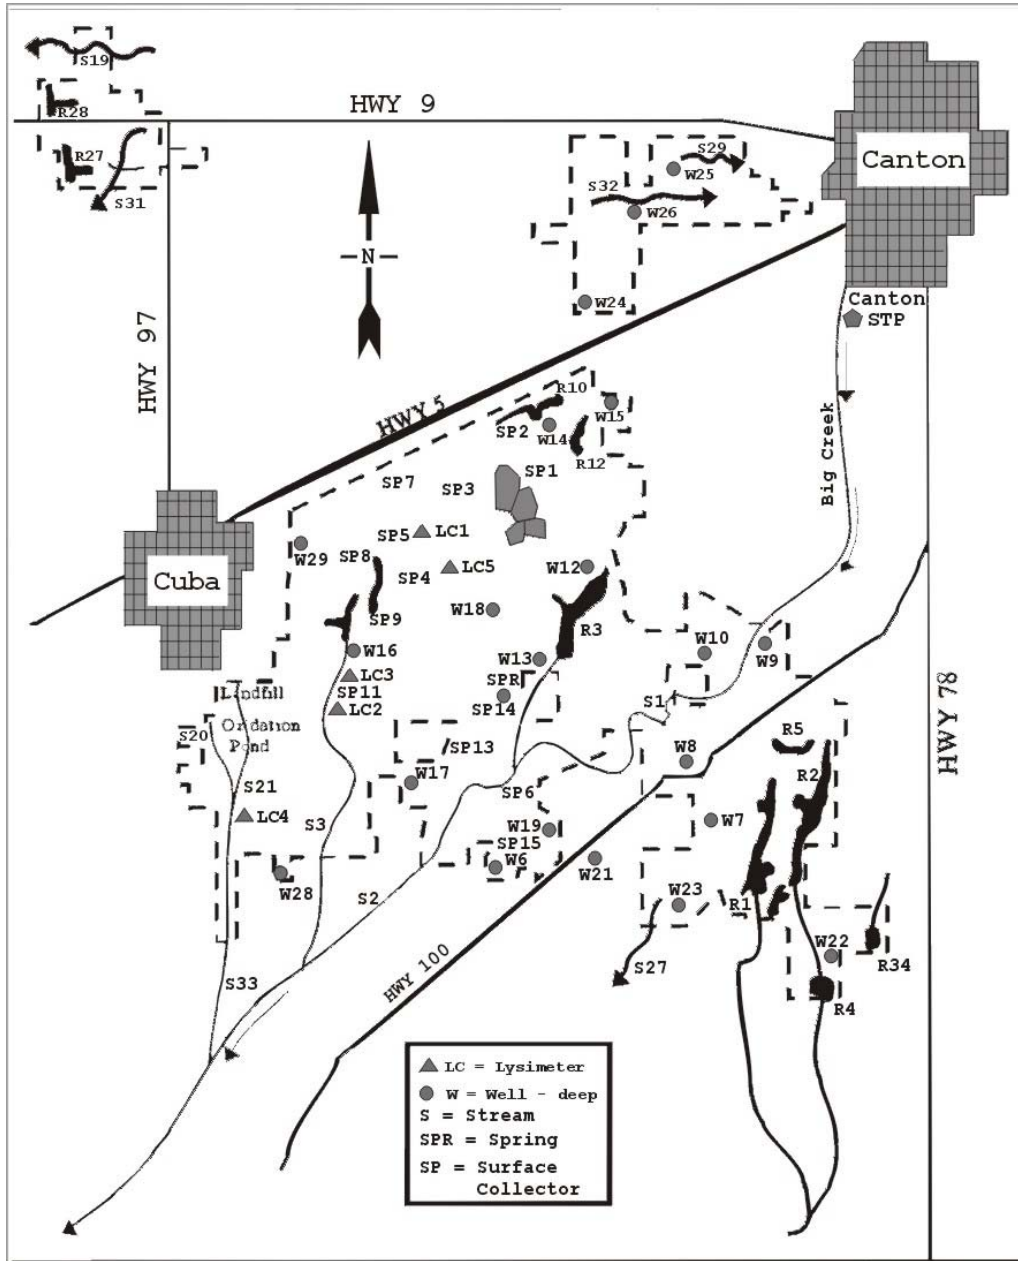 S19
R28
HWY 9
R27
S31
Canton
S29
W25
S32
W26
N
W24
Canton
STP
HWY 97
HWY 5
R10
W15
SP2
W14
R12
Big Creek
SP7
SP3
SP1
SP5
LC1
W29
SP8
SP4
LC5
W12
Cuba
SP9
W18
R3
W16
W13
W10
W9
LC3
SPR
SP11
LC2
SP14
S1
Landfill
Oxidation
Pond
S20
SP13
W8
R5
R2
HWY 78
S21
W17
SP6
LC4
S3
W19
SP15
W6
W7
W21
W28
S2
W23
R1
S27
W22
R34
S33
HWY 100
R4
LC = Lysimeter
W = Well - deep
S = Stream
SPR = Spring
SP = Surface
Collector